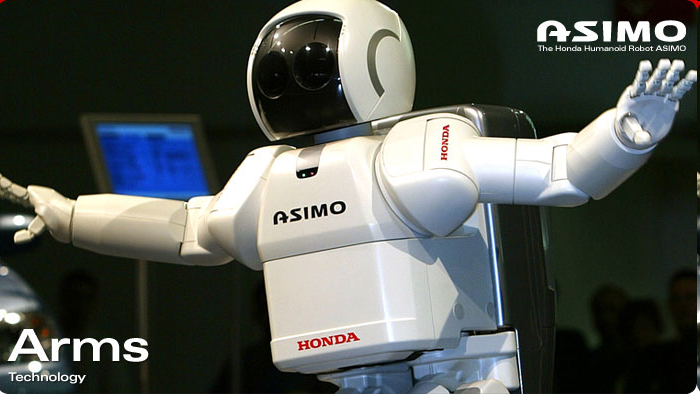 ASIMO
The Honda Humanoid Robot ASIMO
HONDA
ASIMO
HONDA
Arms
Technology